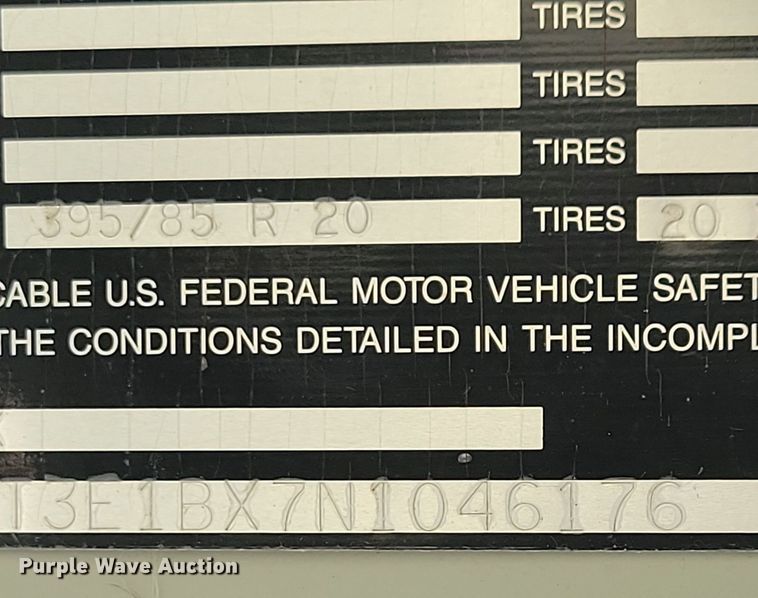 TIRES
TIRES
TIRES
395/85 R 20 TIRES 20
CABLE U.S. FEDERAL MOTOR VEHICLE SAFET
THE CONDITIONS DETAILED IN THE INCOMPL
T3E1BX7N1046176
Purple Wave Auction